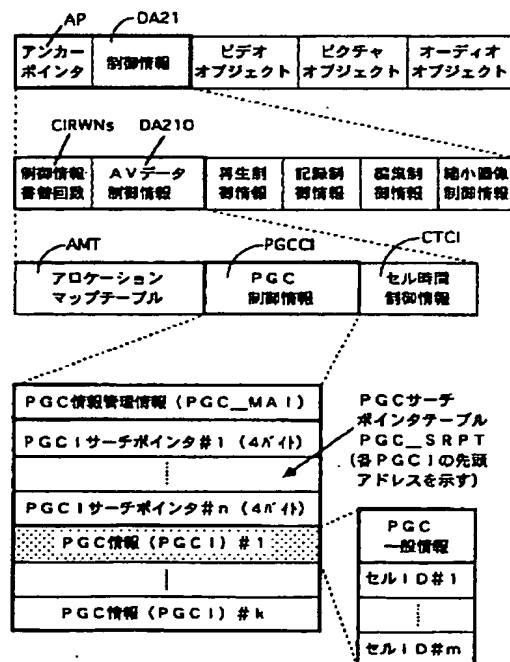 AP
DA21
アンカー
ポインタ
制御情報
ビデオ
オブジェクト
ピクチャ
オブジェクト
オーディオ
オブジェクト
CIRWNs
DA210
制御情報
書替回数
AVデータ
制御情報
再生制
御情報
記録制
御情報
編集制
御情報
縮小画像
制御情報
AMT
PGCCI
CTCI
アロケーション
マップテーブル
PGC
制御情報
セル時間
制御情報
PGC情報管理情報(PGC_MAI)
PGCIサーチポインタ#1(4バイト)
PGCIサーチポインタ#n(4バイト)
PGC情報(PGCI)#1
PGC情報(PGCI)#k
PGCサーチ
ポインタテーブル
PGC_SRPT
(各PGCIの先頭
アドレスを示す)
PGC
一般情報
セルID#1
セルID#m